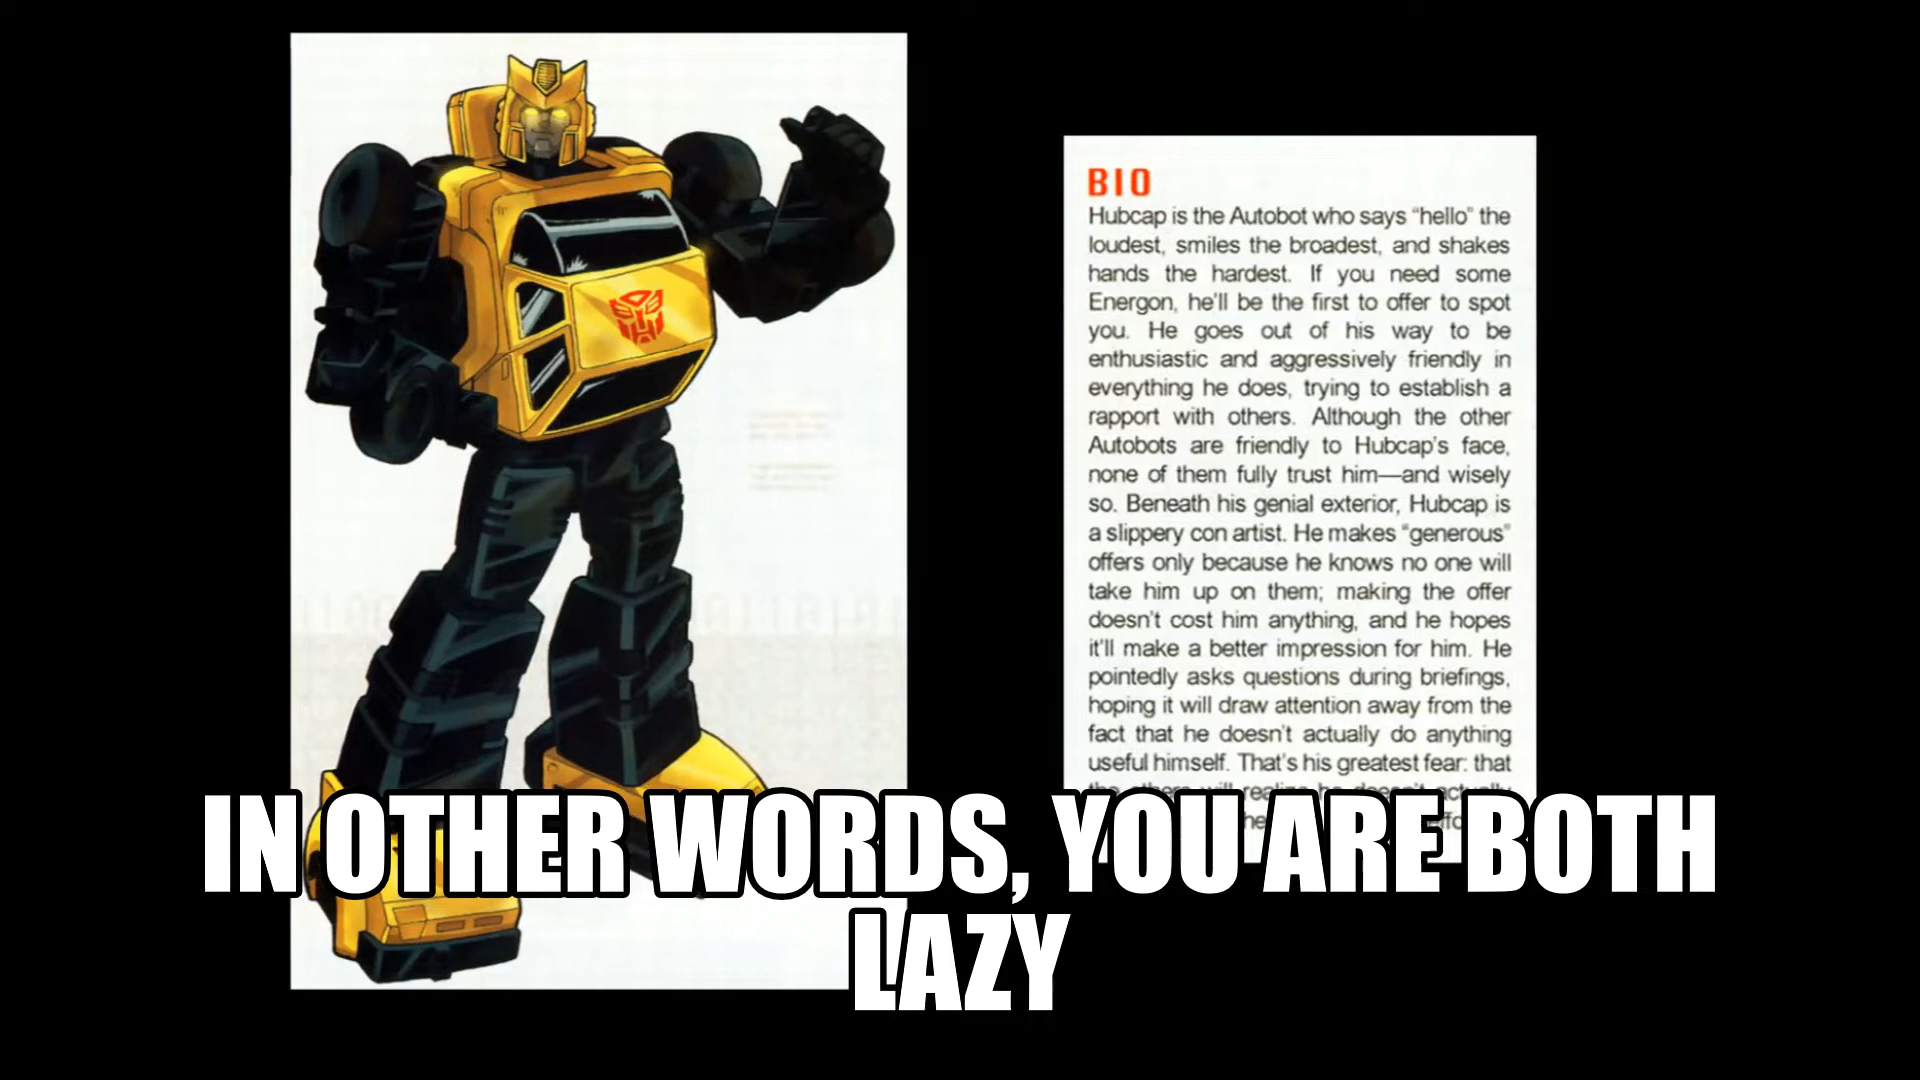 BIO
Hubcap is the Autobot who says “hello” the
loudest, smiles the broadest, and shakes
hands the hardest. If you need some
Energon, he’ll be the first to offer to spot
you. He goes out of his way to be
enthusiastic and aggressively friendly in
everything he does, trying to establish a
rapport with others. Although the other
Autobots are friendly to Hubcap’s face,
none of them fully trust him—and wisely
so. Beneath his genial exterior, Hubcap is
a slippery con artist. He makes “generous”
offers only because he knows no one will
take him up on them; making the offer
doesn’t cost him anything, and he hopes
it’ll make a better impression for him. He
pointedly asks questions during briefings,
hoping it will draw attention away from the
fact that he doesn’t actually do anything
useful himself. That’s his greatest fear: that
the others will realize he doesn’t actually
IN OTHER WORDS, YOU ARE BOTH
LAZY